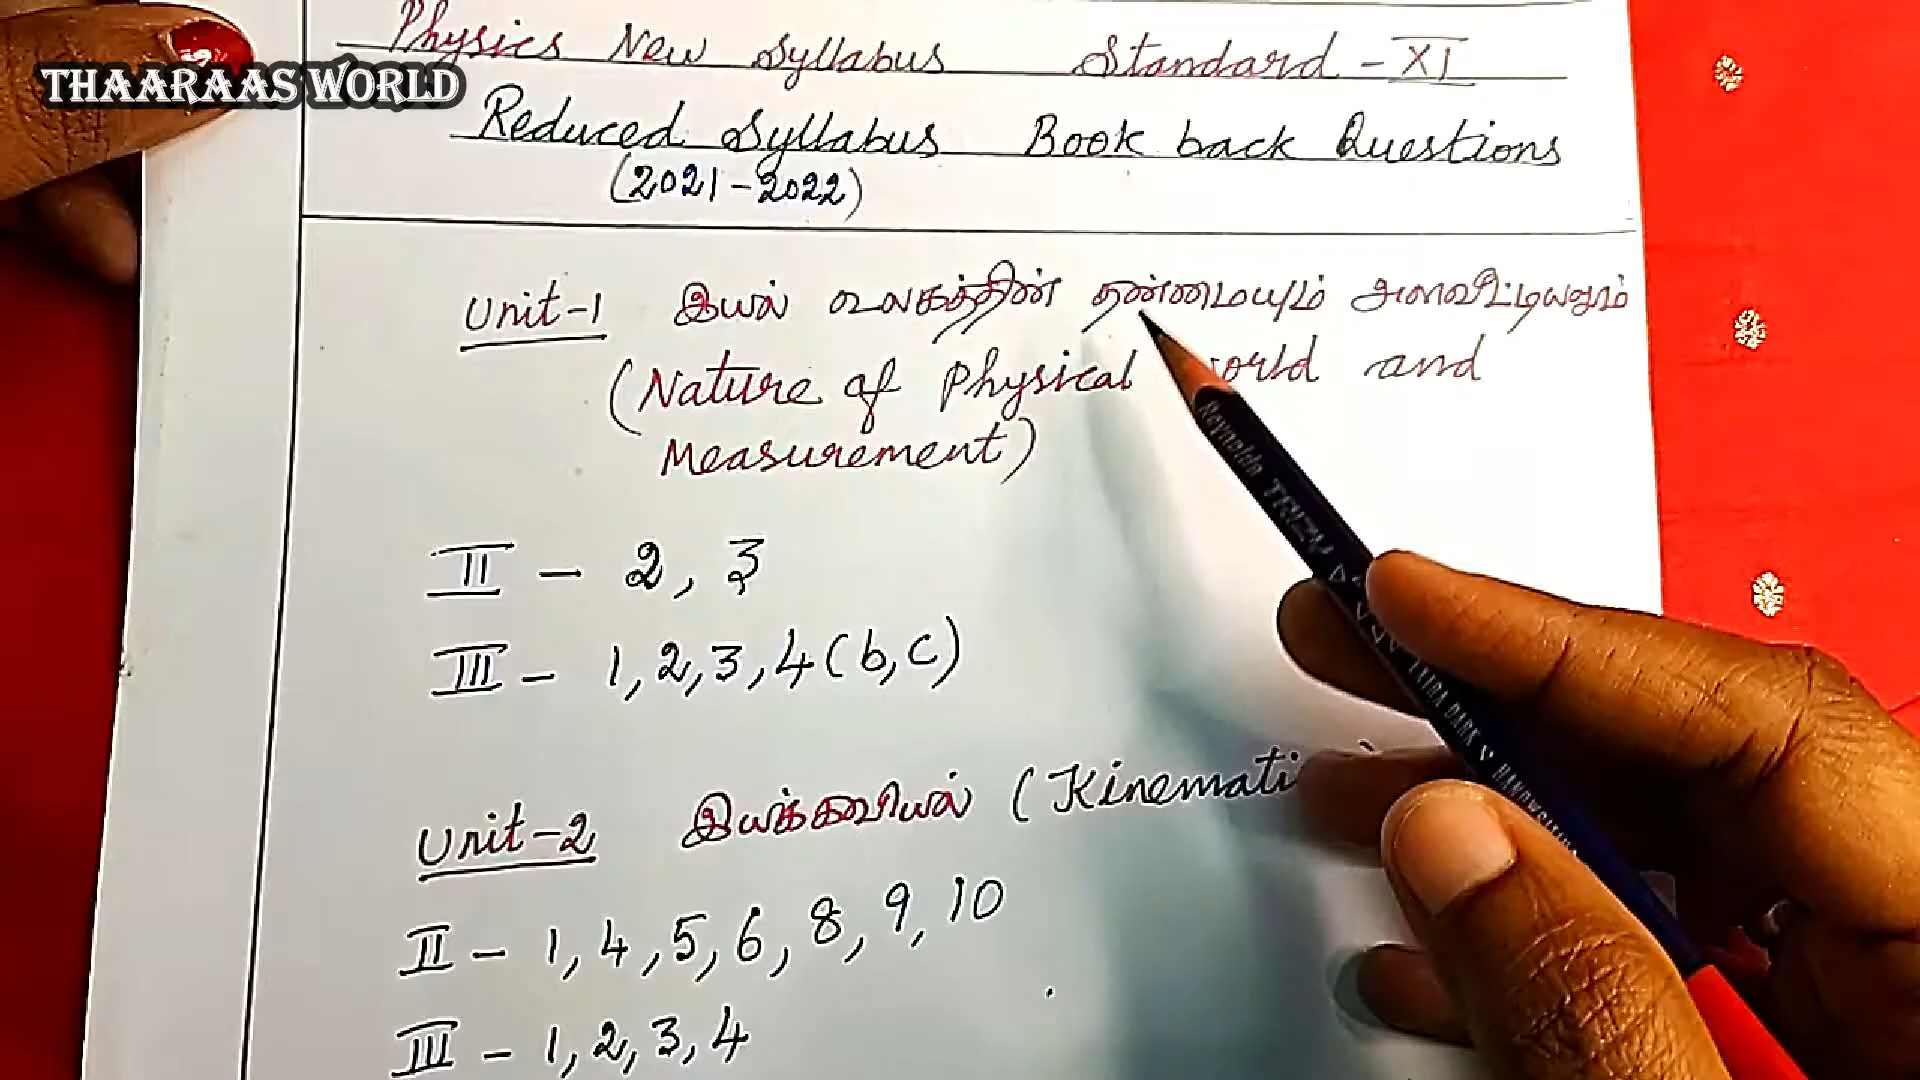 Physics New Syllabus Standard - XI
THAARAAS WORLD
Reduced Syllabus Book back Questions
(2021-2022)
Unit-1 இயல் உலகத்தின் தன்மையும் அளவீட்டியலும்
(Nature of Physical and
Measurement)
II - 2, 3
III - 1, 2, 3, 4 (b, c)
Unit-2 இயக்கவியல் (
II - 1, 4, 5, 6, 8, 9, 10
III - 1, 2, 3, 4
Reynolds